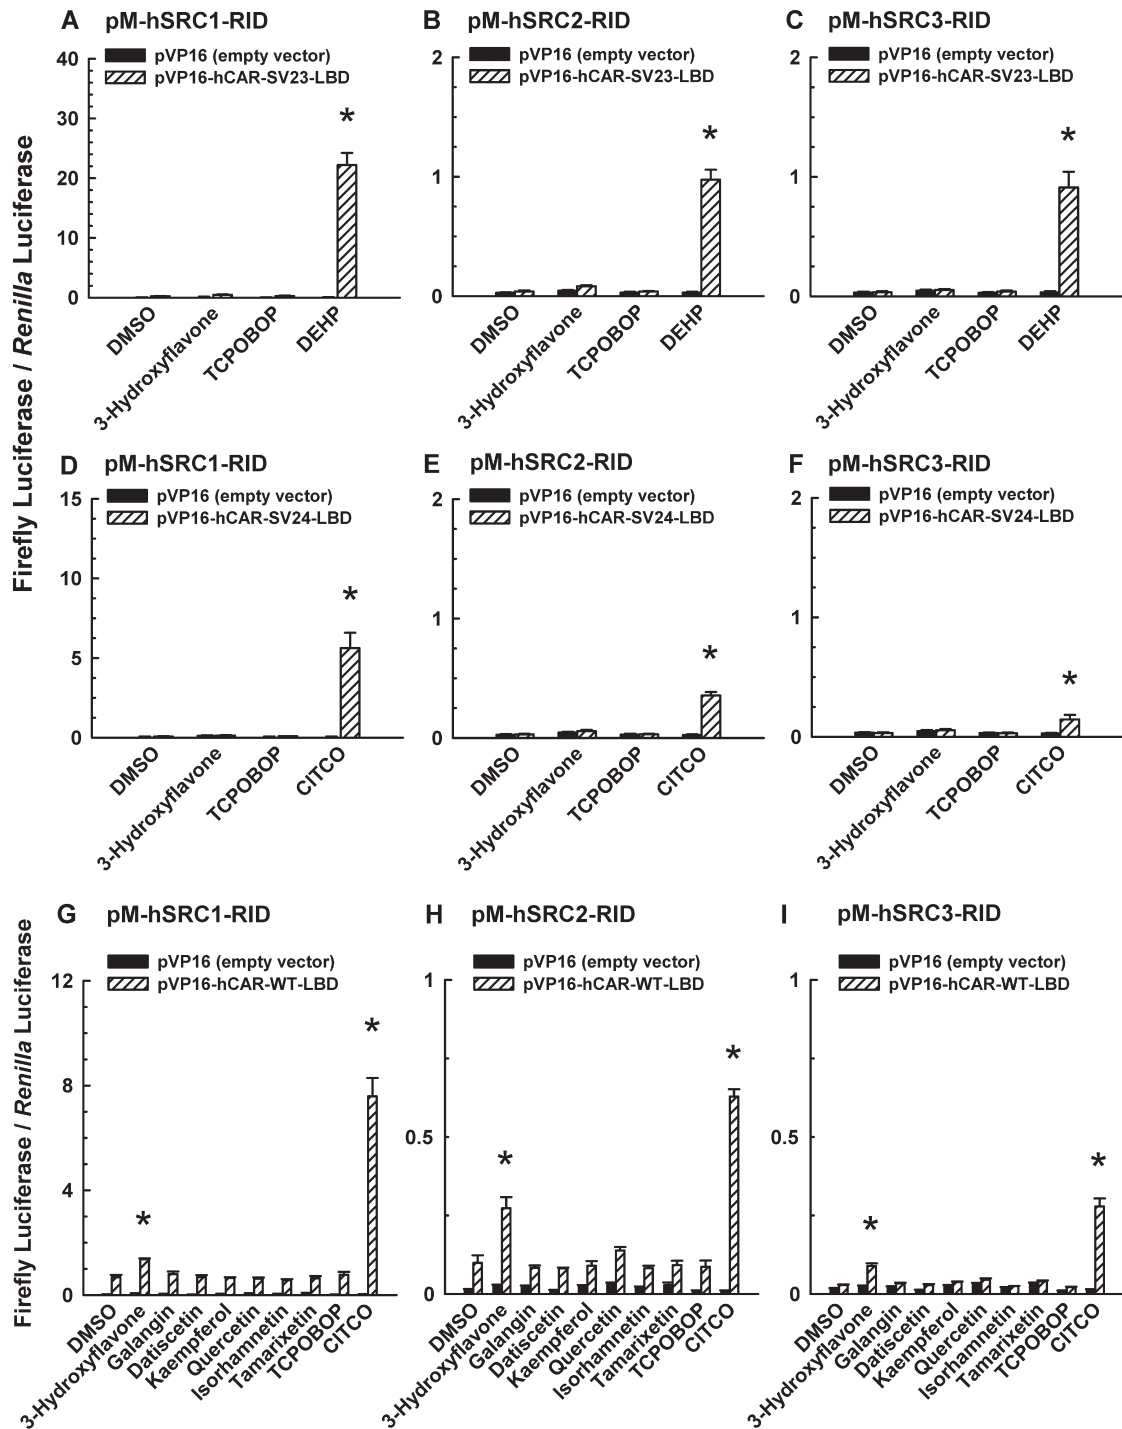 A pM-hSRC1-RID
pVP16 (empty vector)
pVP16-hCAR-SV23-LBD
40
30
20
10
0
*
DMSO
3-Hydroxyflavone
TCPOBOP
DEHP
B pM-hSRC2-RID
pVP16 (empty vector)
pVP16-hCAR-SV23-LBD
2
1
0
*
DMSO
3-Hydroxyflavone
TCPOBOP
DEHP
C pM-hSRC3-RID
pVP16 (empty vector)
pVP16-hCAR-SV23-LBD
2
1
0
*
DMSO
3-Hydroxyflavone
TCPOBOP
DEHP
Firefly Luciferase / Renilla Luciferase
D pM-hSRC1-RID
pVP16 (empty vector)
pVP16-hCAR-SV24-LBD
15
10
5
0
*
DMSO
3-Hydroxyflavone
TCPOBOP
CITCO
E pM-hSRC2-RID
pVP16 (empty vector)
pVP16-hCAR-SV24-LBD
2
1
0
*
DMSO
3-Hydroxyflavone
TCPOBOP
CITCO
F pM-hSRC3-RID
pVP16 (empty vector)
pVP16-hCAR-SV24-LBD
2
1
0
*
DMSO
3-Hydroxyflavone
TCPOBOP
CITCO
Firefly Luciferase / Renilla Luciferase
G pM-hSRC1-RID
pVP16 (empty vector)
pVP16-hCAR-WT-LBD
12
8
4
0
*
*
DMSO
3-Hydroxyflavone
Galangin
Datiscetin
Kaempferol
Quercetin
Isorhamnetin
Tamarixetin
TCPOBOP
CITCO
H pM-hSRC2-RID
pVP16 (empty vector)
pVP16-hCAR-WT-LBD
1
0.5
0
*
*
DMSO
3-Hydroxyflavone
Galangin
Datiscetin
Kaempferol
Quercetin
Isorhamnetin
Tamarixetin
TCPOBOP
CITCO
I pM-hSRC3-RID
pVP16 (empty vector)
pVP16-hCAR-WT-LBD
1
0.5
0
*
*
DMSO
3-Hydroxyflavone
Galangin
Datiscetin
Kaempferol
Quercetin
Isorhamnetin
Tamarixetin
TCPOBOP
CITCO